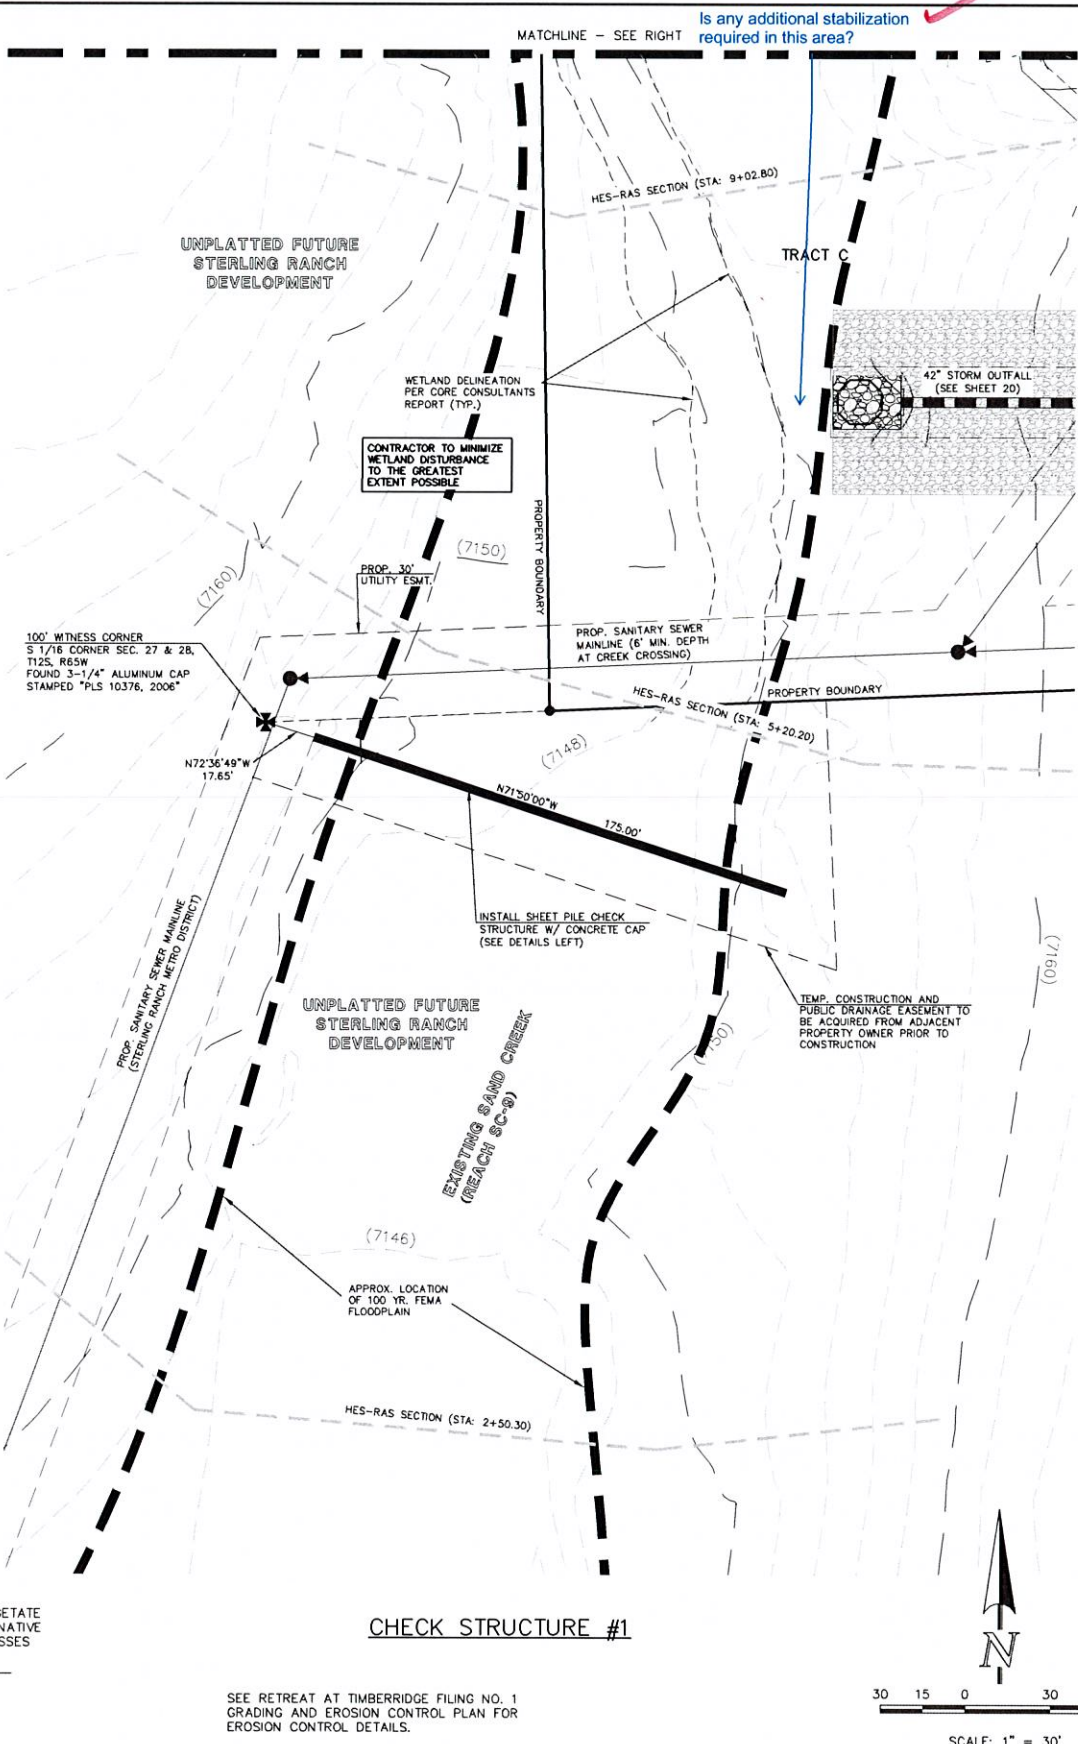 Is any additional stabilization
required in this area?
MATCHLINE - SEE RIGHT
HES-RAS SECTION (STA: 9+02.80)
UNPLATTED FUTURE
STERLING RANCH
DEVELOPMENT
TRACT C
WETLAND DELINEATION
PER CORE CONSULTANTS
REPORT (TYP.)
42" STORM OUTFALL
(SEE SHEET 20)
CONTRACTOR TO MINIMIZE
WETLAND DISTURBANCE
TO THE GREATEST
EXTENT POSSIBLE
PROPERTY BOUNDARY
(7150)
(7160)
PROP. 30'
UTILITY ESMT.
100' WITNESS CORNER
S 1/16 CORNER SEC. 27 & 28,
T12S, R65W
FOUND 3-1/4" ALUMINUM CAP
STAMPED "PLS 10376, 2006"
PROP. SANITARY SEWER
MAINLINE (6' MIN. DEPTH
AT CREEK CROSSING)
HES-RAS SECTION (STA: 5+20.20)
PROPERTY BOUNDARY
(7148)
N72°36'49"W
17.65'
N71°50'00"W
175.00'
INSTALL SHEET PILE CHECK
STRUCTURE W/ CONCRETE CAP
(SEE DETAILS LEFT)
PROP. SANITARY SEWER MAINLINE
(STERLING RANCH METRO DISTRICT)
(7160)
UNPLATTED FUTURE
STERLING RANCH
DEVELOPMENT
TEMP. CONSTRUCTION AND
PUBLIC DRAINAGE EASEMENT TO
BE ACQUIRED FROM ADJACENT
PROPERTY OWNER PRIOR TO
CONSTRUCTION
EXISTING SAND CREEK
(REACH SC-9)
(7146)
APPROX. LOCATION
OF 100 YR. FEMA
FLOODPLAIN
HES-RAS SECTION (STA: 2+50.30)
ETATE
NATIVE
SSES
CHECK STRUCTURE #1
N
SEE RETREAT AT TIMBERRIDGE FILING NO. 1
GRADING AND EROSION CONTROL PLAN FOR
EROSION CONTROL DETAILS.
30 15 0 30
SCALE: 1" = 30'